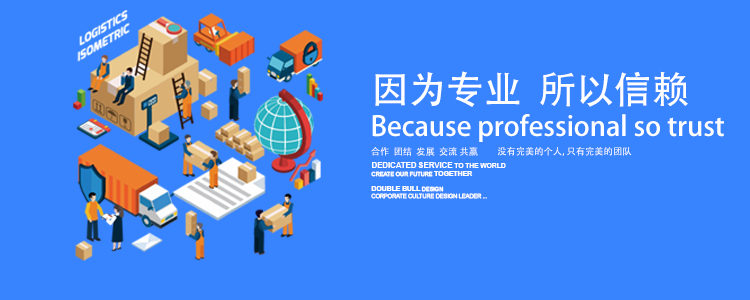 LOGISTICS
ISOMETRIC
因为专业 所以信赖
Because professional so trust
合作 团结 发展 交流 共赢 没有完美的个人,只有完美的团队
DEDICATED SERVICE TO THE WORLD
CREATE OUR FUTURE TOGETHER
DOUBLE BULL DESIGN
CORPORATE CULTURE DESIGN LEADER ...